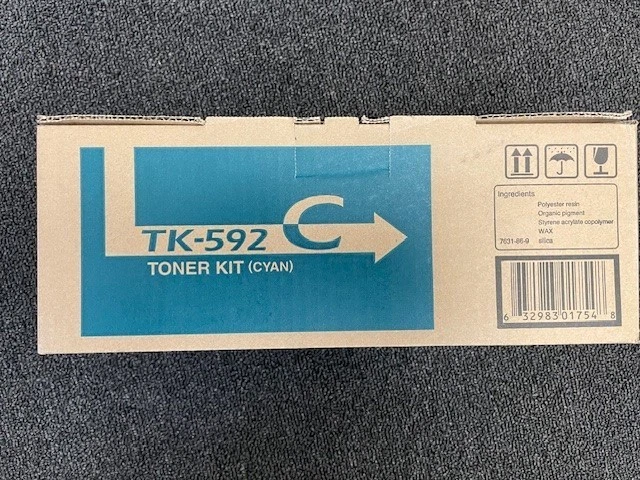 TK-592 C
TONER KIT (CYAN)
Ingredients
Polyester resin
Organic pigment
Styrene acrylate copolymer
WAX
7631-86-9 silica
6 32983 01754 8